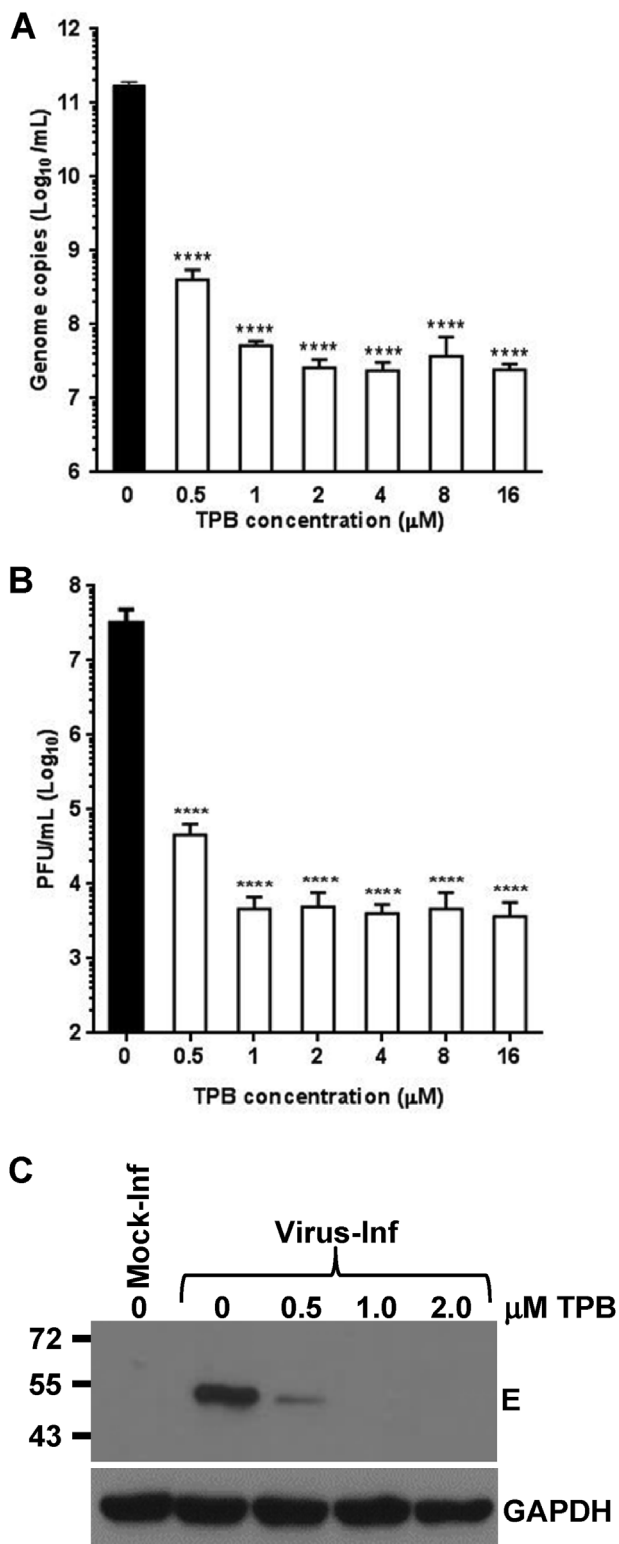 A
12
11
10
9
8
7
6
Genome copies (Log10 /mL)
****
****
****
****
****
****
0 0.5 1 2 4 8 16
TPB concentration (µM)
B
8
7
6
5
4
3
2
PFU/mL (Log10)
****
****
****
****
****
****
0 0.5 1 2 4 8 16
TPB concentration (µM)
C
Mock-Inf
Virus-Inf
0 0 0.5 1.0 2.0 µM TPB
72
55
43
E
GAPDH